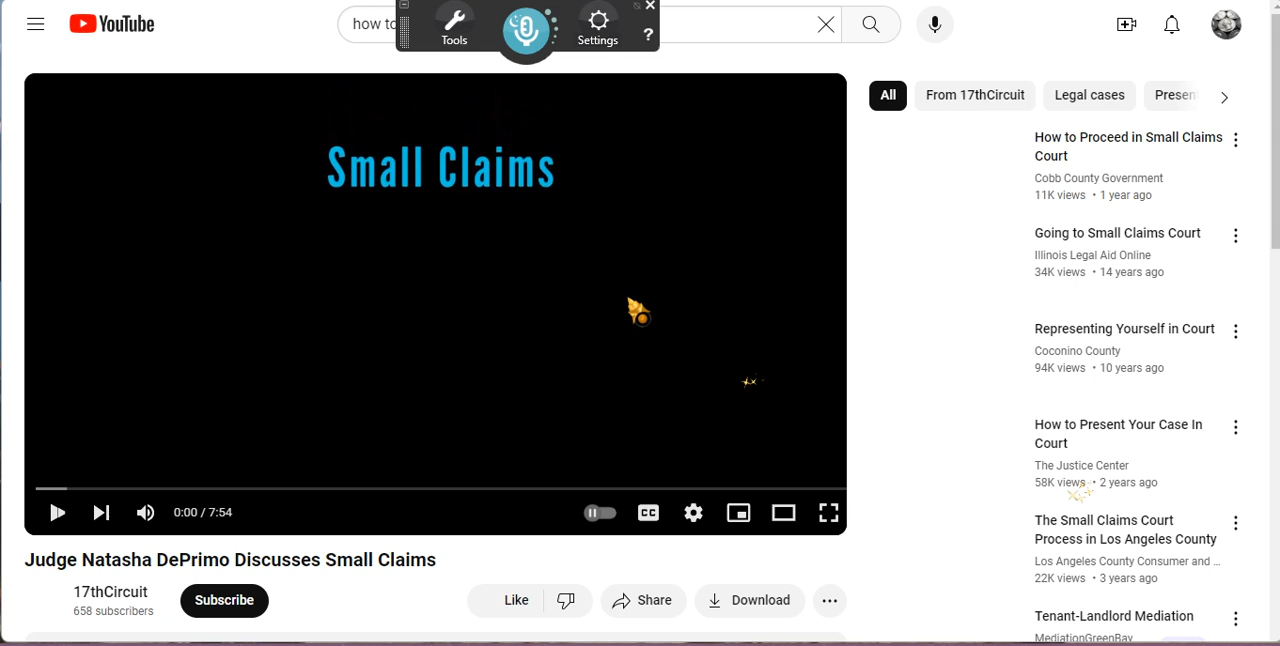 YouTube
how to
Tools
Settings
?
Small Claims
0:00 / 7:54
CC
Judge Natasha DePrimo Discusses Small Claims
17thCircuit
658 subscribers
Subscribe
Like
Share
Download
All
From 17thCircuit
Legal cases
Presen
How to Proceed in Small Claims
Court
Cobb County Government
11K views • 1 year ago
Going to Small Claims Court
Illinois Legal Aid Online
34K views • 14 years ago
Representing Yourself in Court
Coconino County
94K views • 10 years ago
How to Present Your Case In
Court
The Justice Center
58K views • 2 years ago
The Small Claims Court
Process in Los Angeles County
Los Angeles County Consumer and ...
22K views • 3 years ago
Tenant-Landlord Mediation
MediationGreenBay